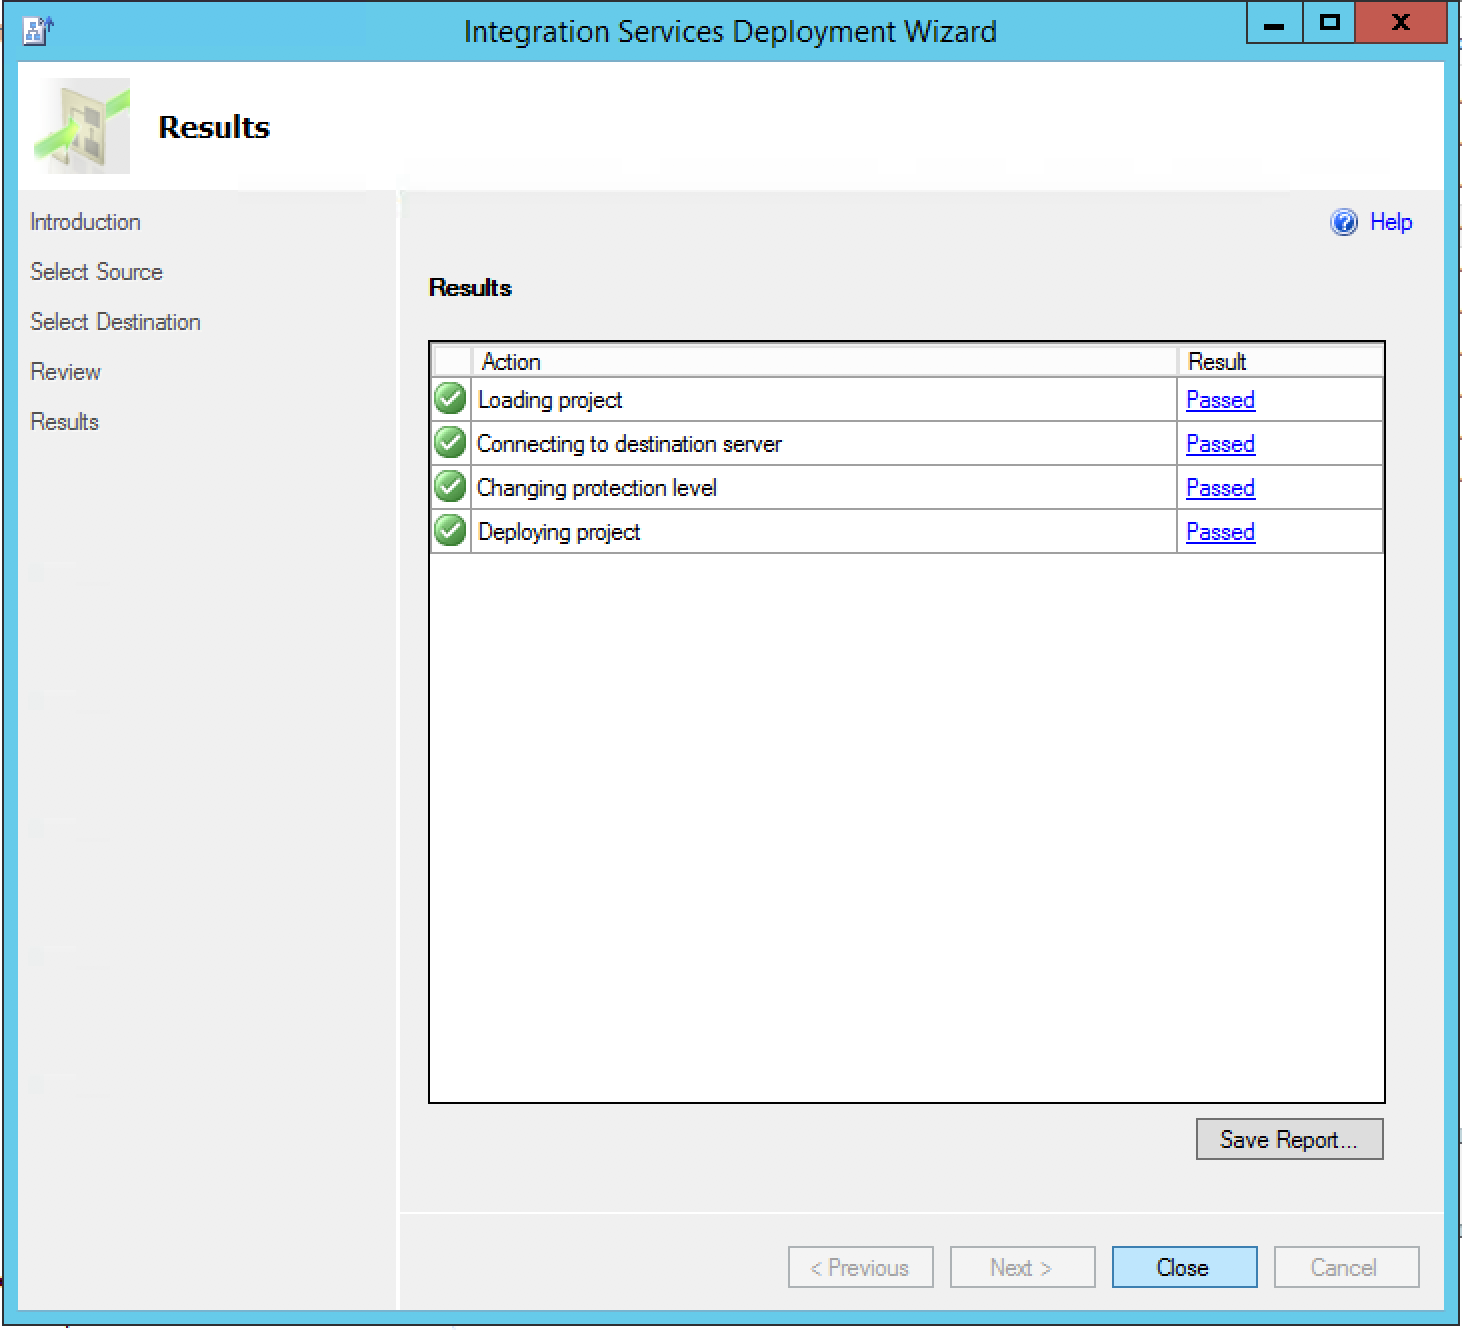 Integration Services Deployment Wizard
Results
Introduction
Select Source
Select Destination
Review
Results
Help
Results
Action Result
Loading project Passed
Connecting to destination server Passed
Changing protection level Passed
Deploying project Passed
Save Report...
< Previous Next > Close Cancel